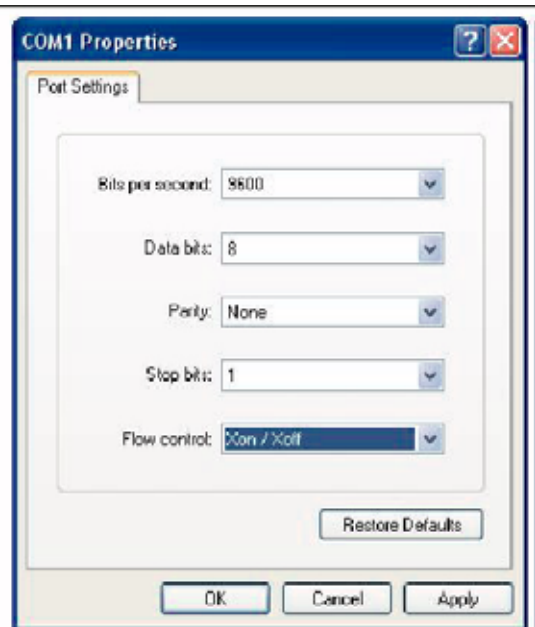 COM1 Properties
Port Settings
Bits per second: 9600
Data bits: 8
Parity: None
Stop bits: 1
Flow control: Xon / Xoff
Restore Defaults
OK Cancel Apply